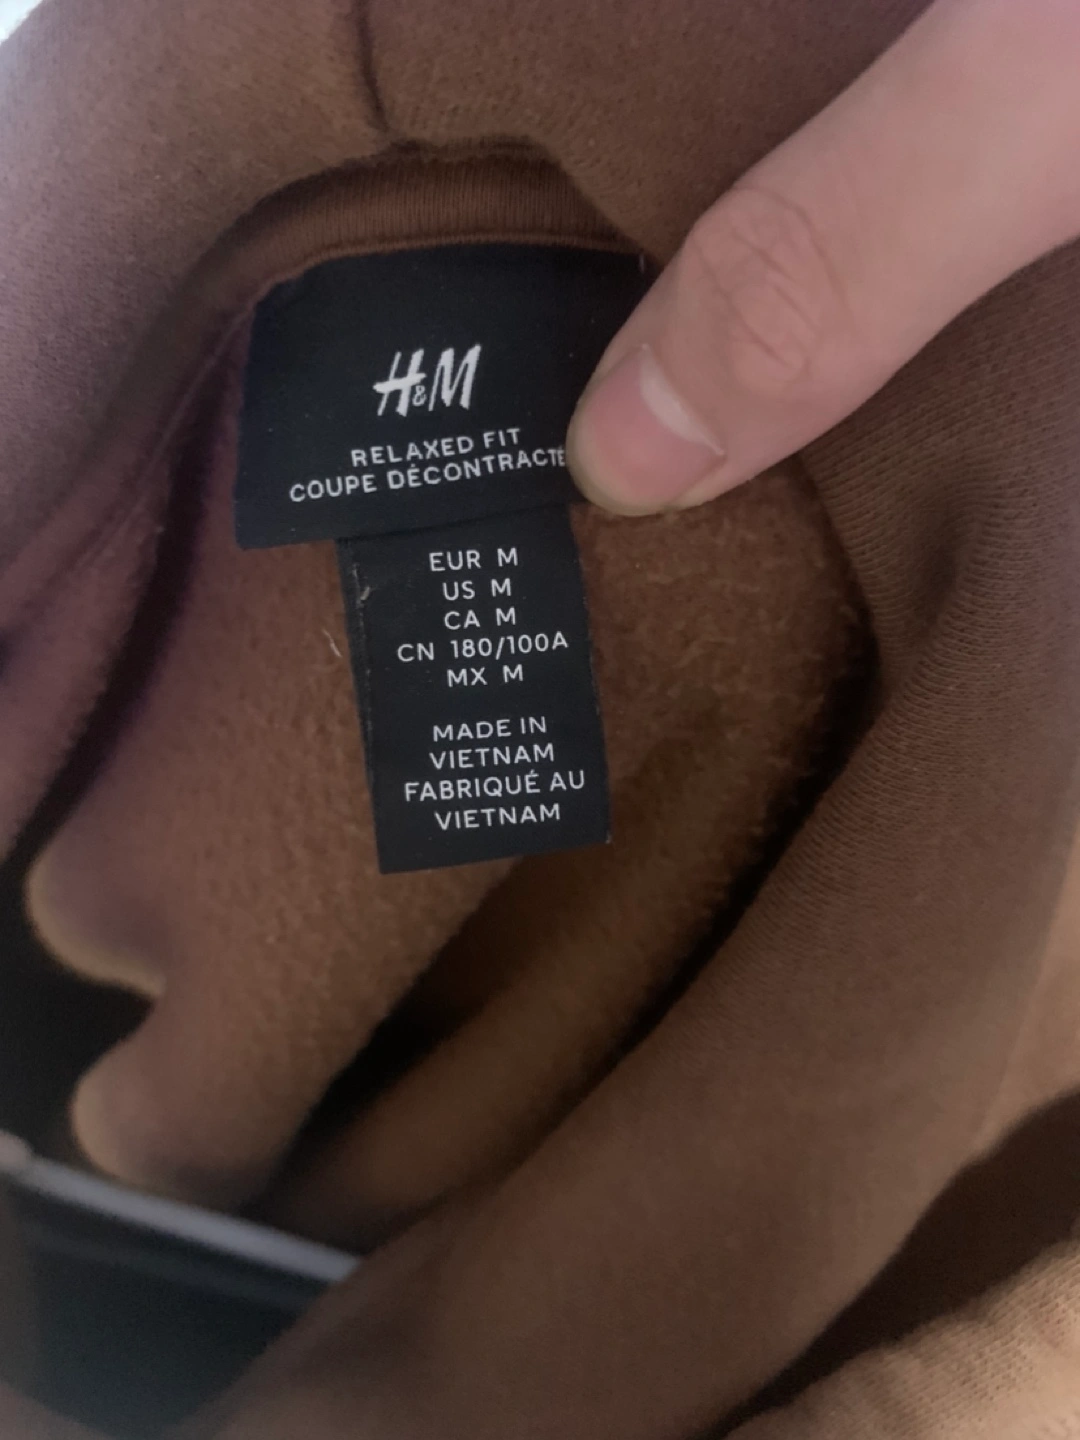 H&M
RELAXED FIT
COUPE DÉCONTRACTÉ
EUR M
US M
CA M
CN 180/100A
MX M
MADE IN
VIETNAM
FABRIQUÉ AU
VIETNAM